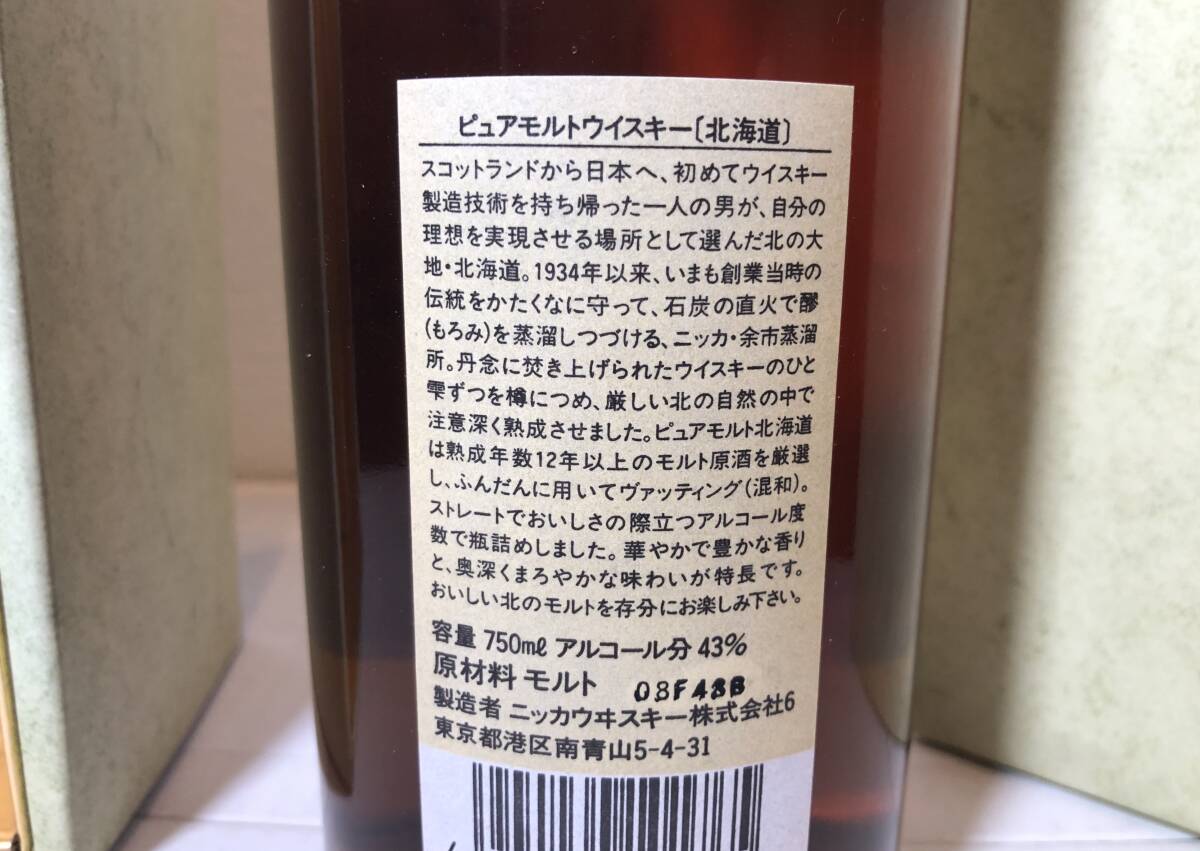 ピュアモルトウイスキー〔北海道〕
スコットランドから日本へ、初めてウイスキー
製造技術を持ち帰った一人の男が、自分の
理想を実現させる場所として選んだ北の大
地・北海道。1934年以来、いまも創業当時の
伝統をかたくなに守って、石炭の直火で醪
(もろみ)を蒸溜しつづける、ニッカ・余市蒸溜
所。丹念に焚き上げられたウイスキーのひと
雫ずつを樽につめ、厳しい北の自然の中で
注意深く熟成させました。ピュアモルト北海道
は熟成年数12年以上のモルト原酒を厳選
し、ふんだんに用いてヴァッティング(混和)。
ストレートでおいしさの際立つアルコール度
数で瓶詰めしました。華やかで豊かな香り
と、奥深くまろやかな味わいが特長です。
おいしい北のモルトを存分にお楽しみ下さい。
容量 750mℓ アルコール分 43%
原材料 モルト 08F48B
製造者 ニッカウヰスキー株式会社6
東京都港区南青山5-4-31